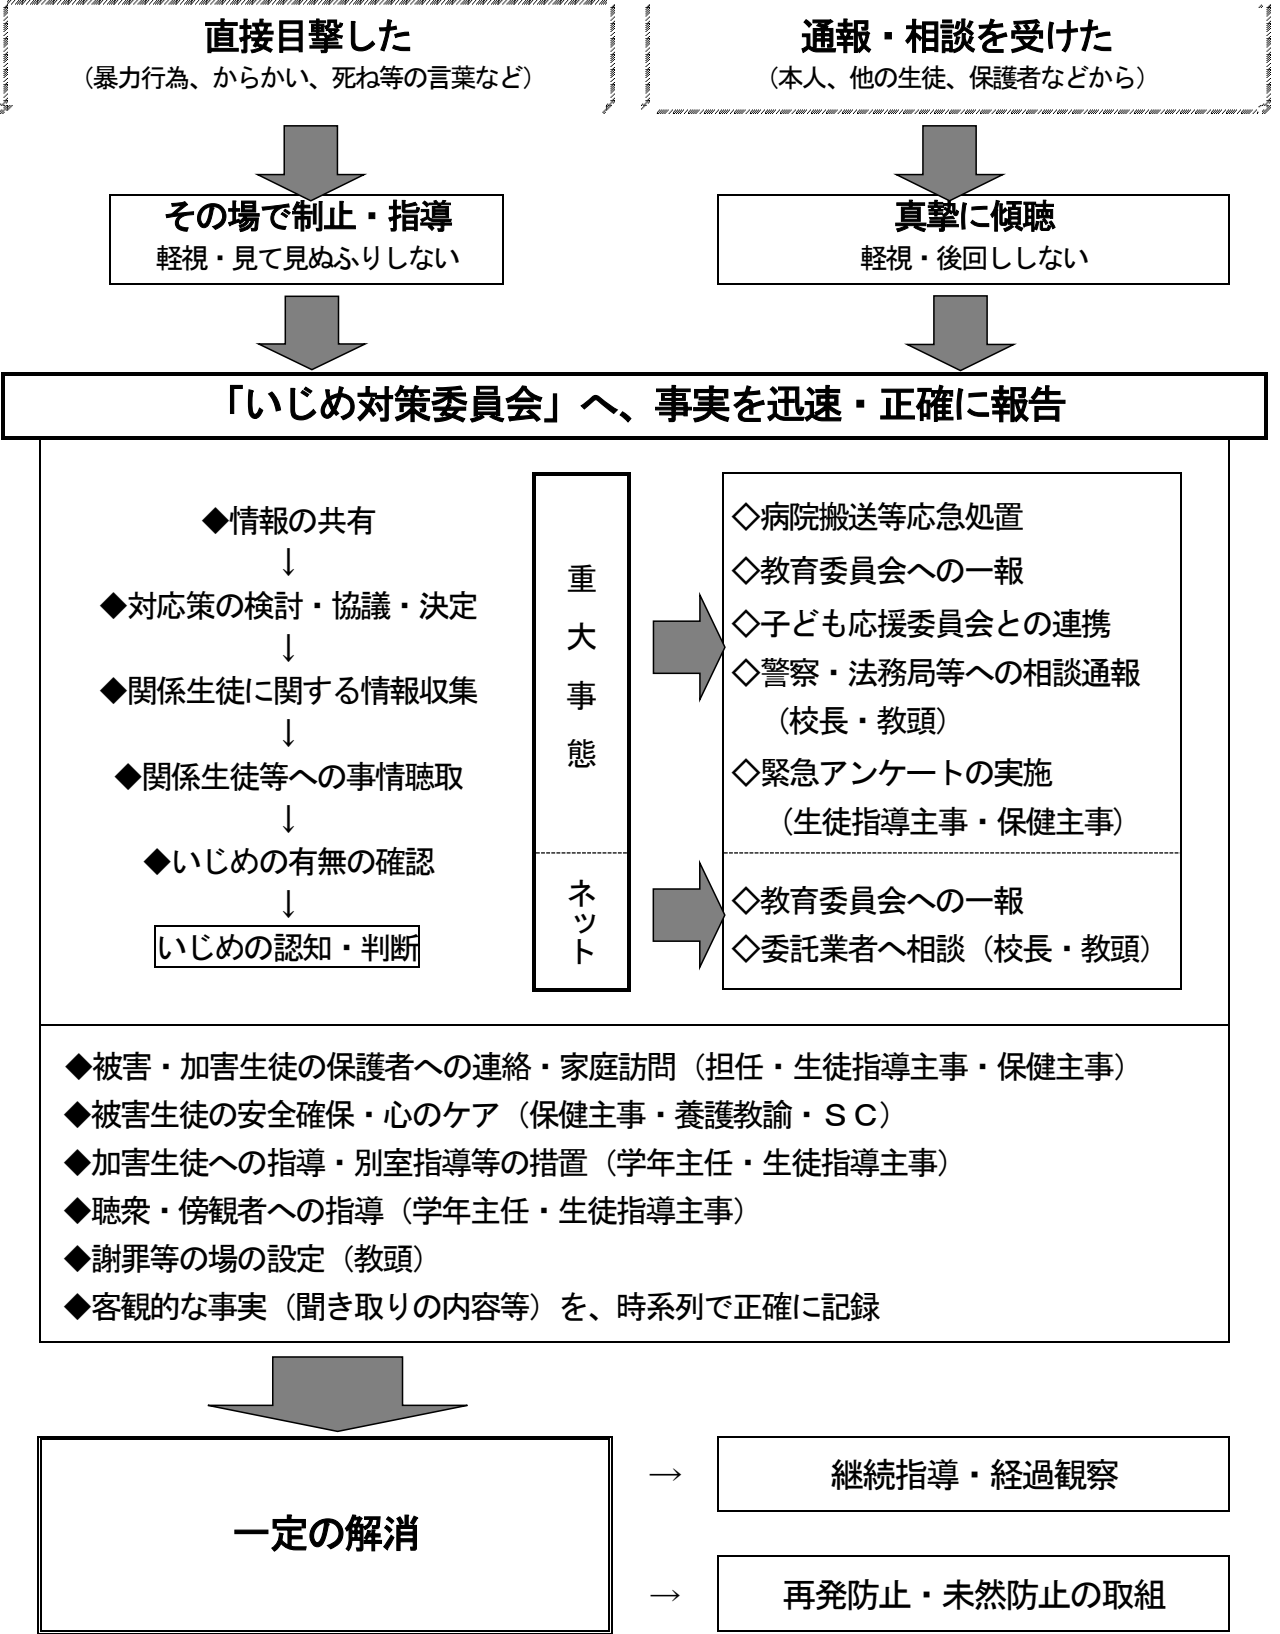 直接目撃した
（暴力行為、からかい、死ね等の言葉など）
通報・相談を受けた
（本人、他の生徒、保護者などから）
その場で制止・指導
軽視・見て見ぬふりしない
真摯に傾聴
軽視・後回ししない
「いじめ対策委員会」へ、事実を迅速・正確に報告
◆情報の共有
↓
◆対応策の検討・協議・決定
↓
◆関係生徒に関する情報収集
↓
◆関係生徒等への事情聴取
↓
◆いじめの有無の確認
↓
いじめの認知・判断
重大事態
◇病院搬送等応急処置
◇教育委員会への一報
◇子ども応援委員会との連携
◇警察・法務局等への相談通報
（校長・教頭）
◇緊急アンケートの実施
（生徒指導主事・保健主事）
ネット
◇教育委員会への一報
◇委託業者へ相談（校長・教頭）
◆被害・加害生徒の保護者への連絡・家庭訪問（担任・生徒指導主事・保健主事）
◆被害生徒の安全確保・心のケア（保健主事・養護教諭・ＳＣ）
◆加害生徒への指導・別室指導等の措置（学年主任・生徒指導主事）
◆聴衆・傍観者への指導（学年主任・生徒指導主事）
◆謝罪等の場の設定（教頭）
◆客観的な事実（聞き取りの内容等）を、時系列で正確に記録
一定の解消
→
継続指導・経過観察
→
再発防止・未然防止の取組